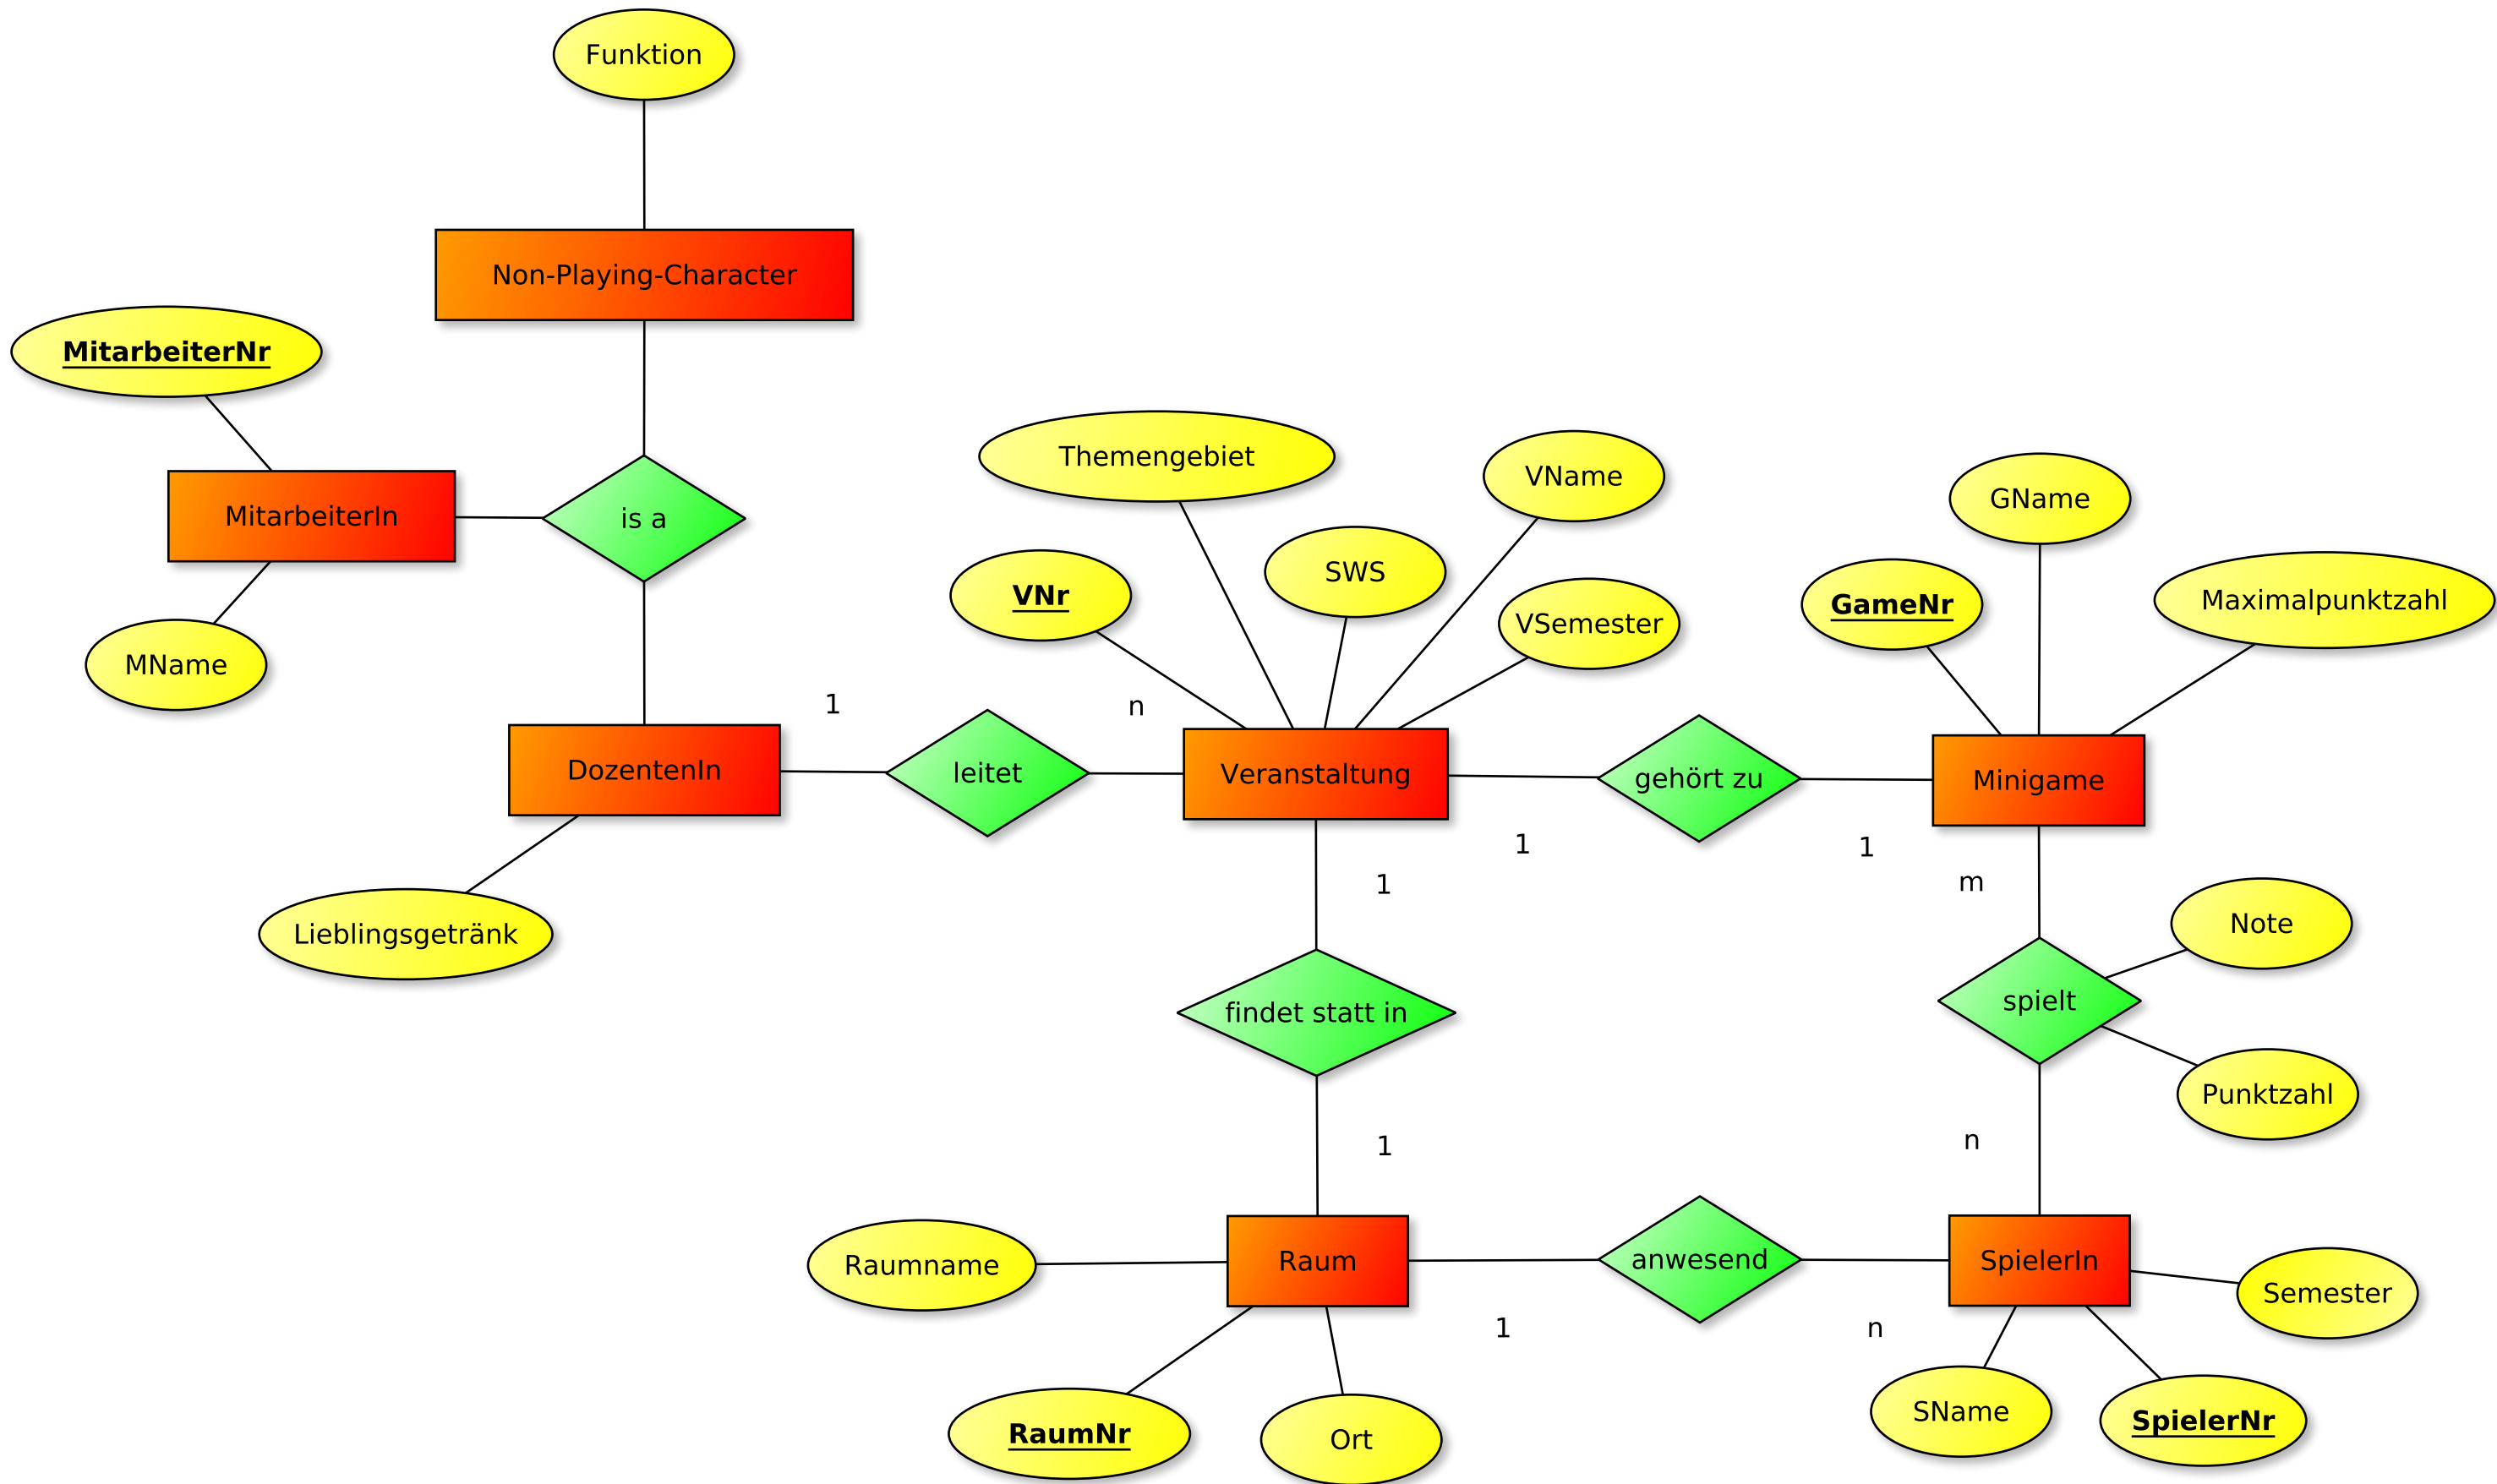 Funktion
Non-Playing-Character
MitarbeiterNr
MitarbeiterIn
is a
MName
Themengebiet
VName
SWS
VNr
VSemester
GName
GameNr
Maximalpunktzahl
1
n
DozentenIn
leitet
Veranstaltung
gehört zu
Minigame
1
1
1
m
Lieblingsgetränk
Note
findet statt in
spielt
Punktzahl
1
n
Raumname
Raum
anwesend
SpielerIn
Semester
1
n
RaumNr
Ort
SName
SpielerNr